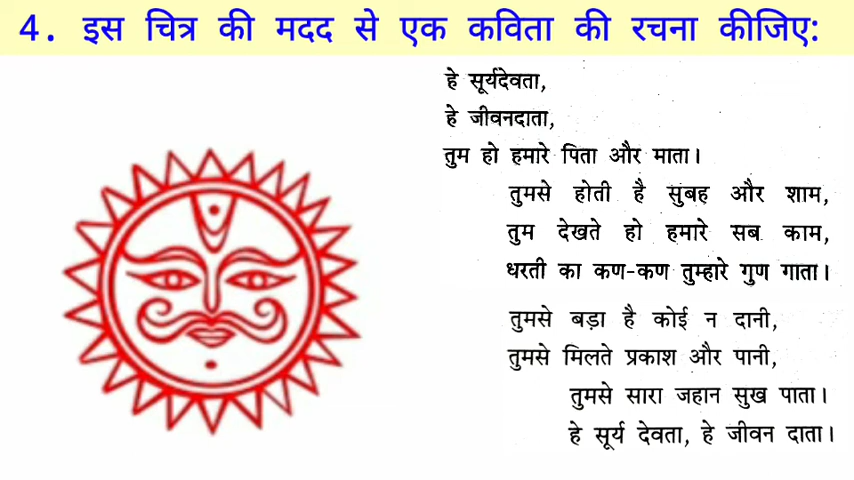 4. इस चित्र की मदद से एक कविता की रचना कीजिए:
हे सूर्यदेवता,
हे जीवनदाता,
तुम हो हमारे पिता और माता।
तुमसे होती है सुबह और शाम,
तुम देखते हो हमारे सब काम,
धरती का कण-कण तुम्हारे गुण गाता।
तुमसे बड़ा है कोई न दानी,
तुमसे मिलते प्रकाश और पानी,
तुमसे सारा जहान सुख पाता।
हे सूर्य देवता, हे जीवन दाता।